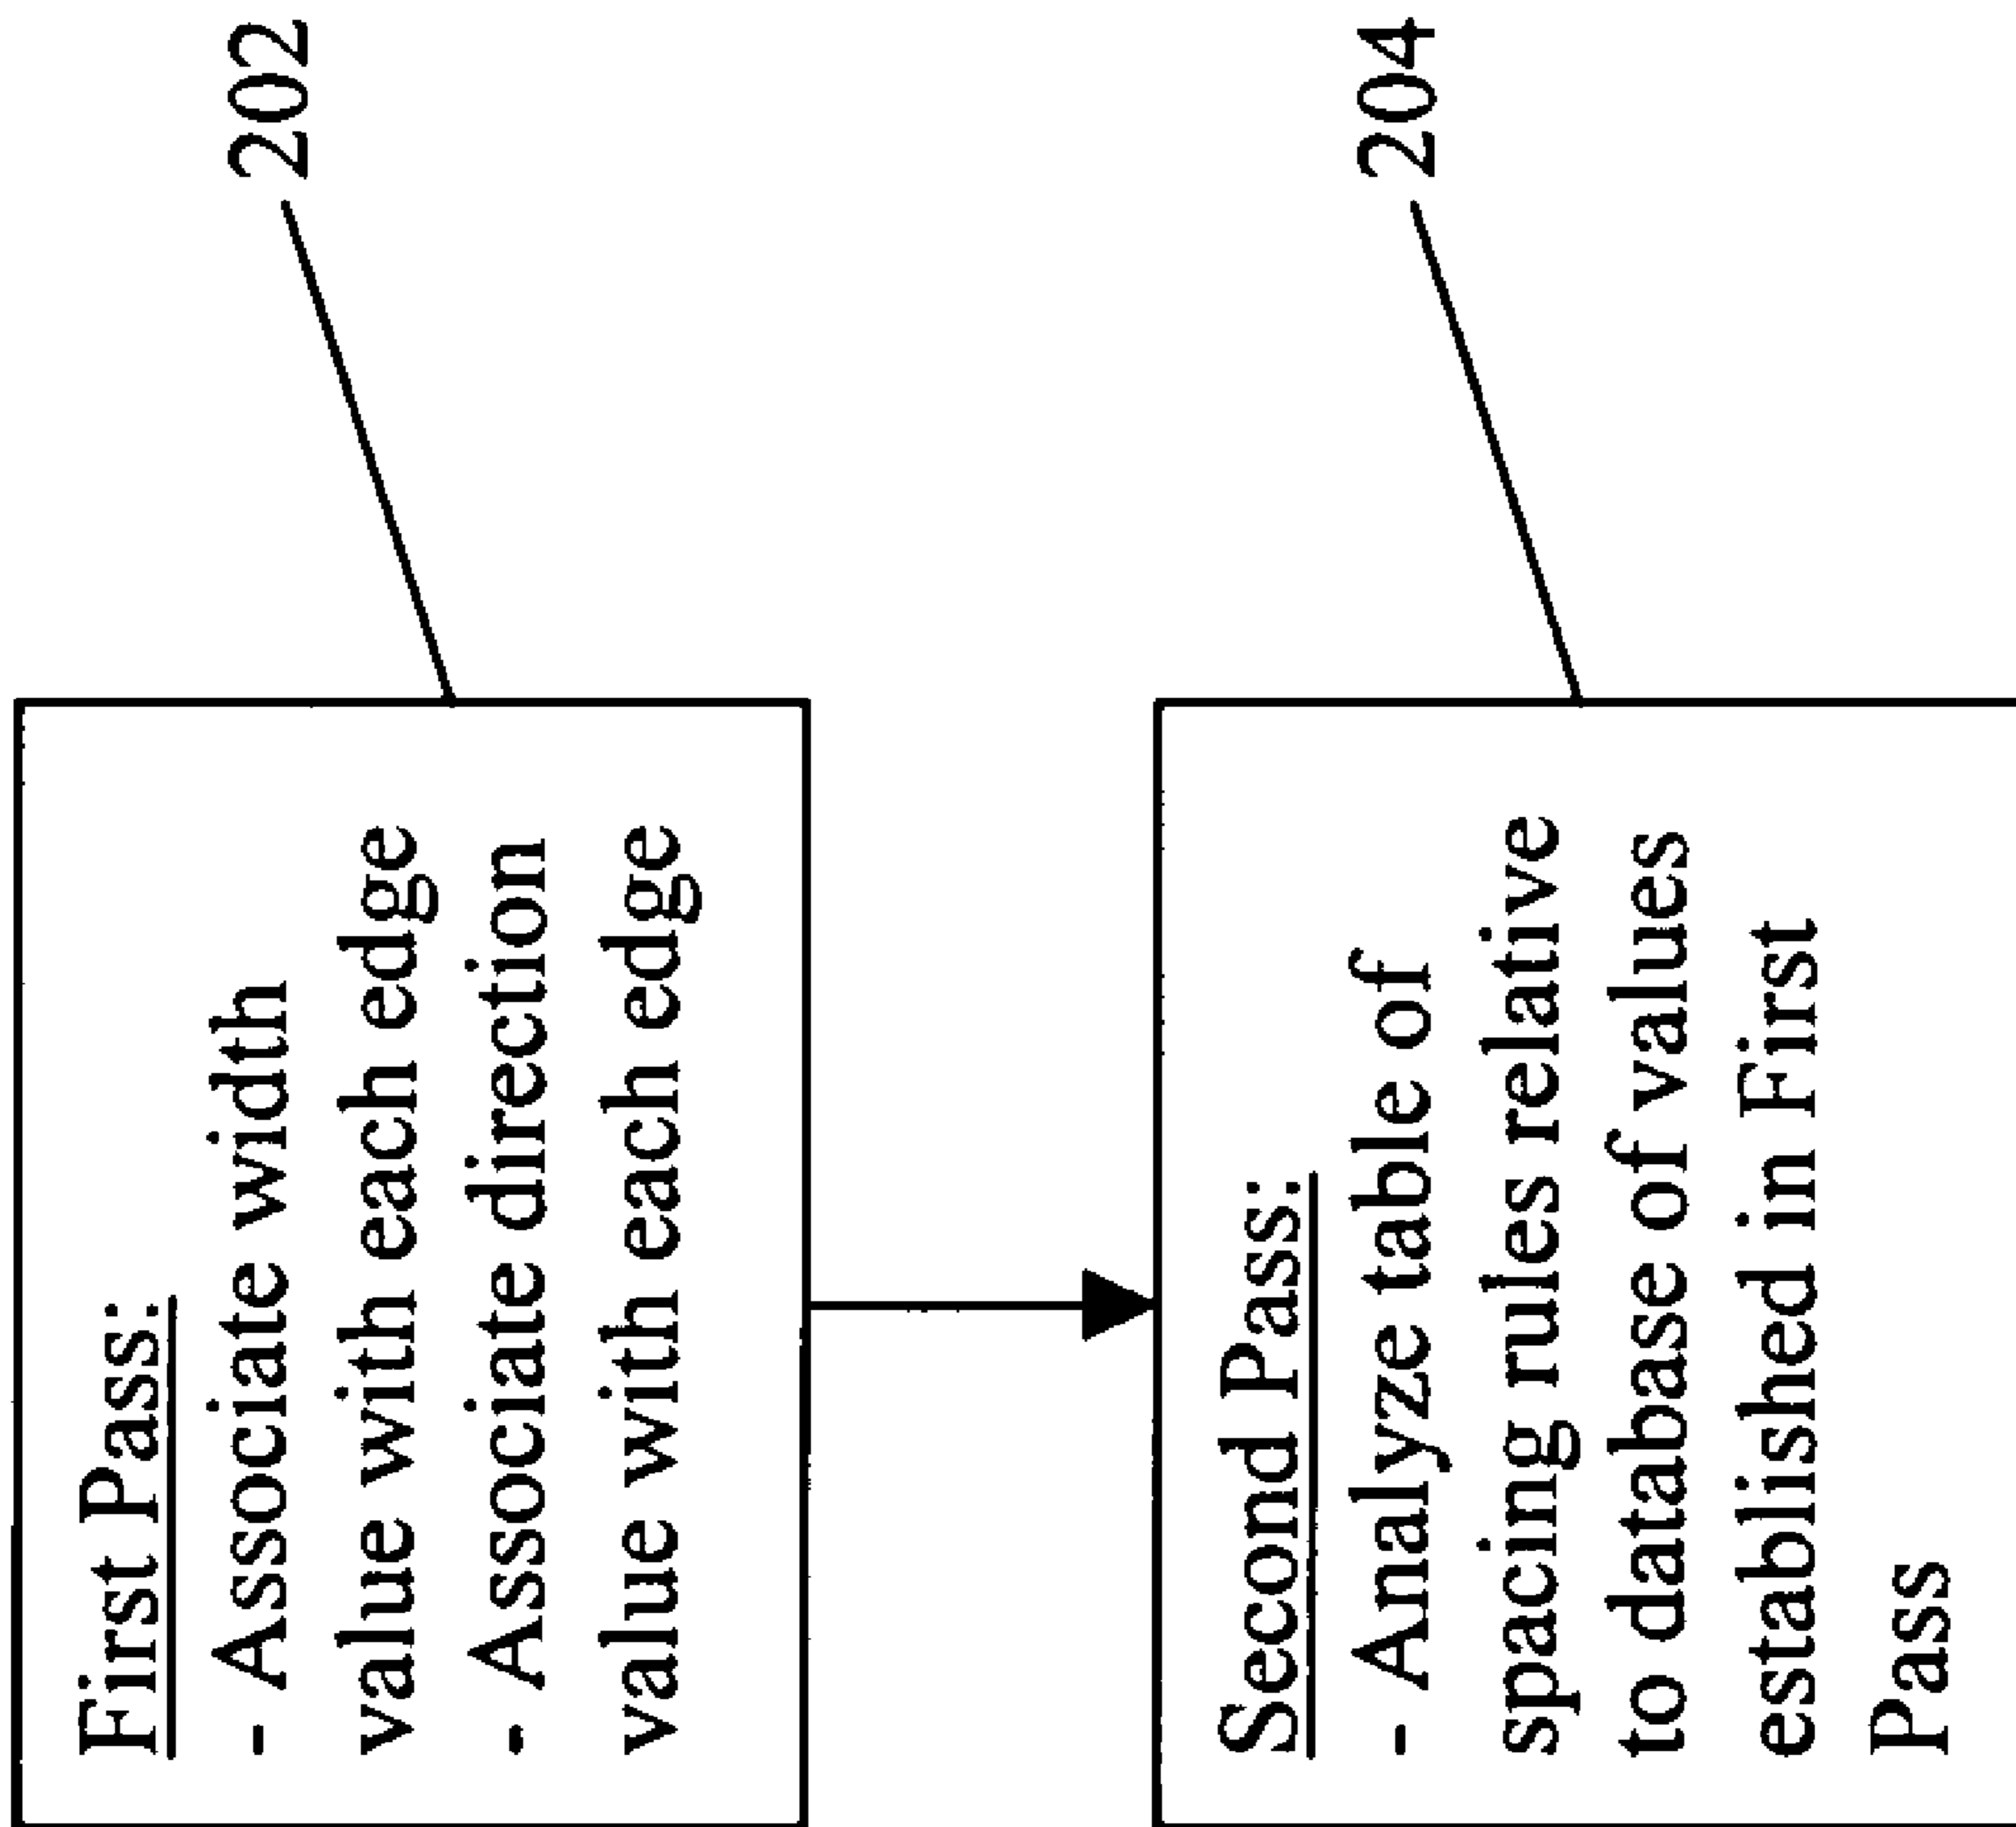 First Pass:
- Associate width
value with each edge
- Associate direction
value with each edge
202
Second Pass:
- Analyze table of
spacing rules relative
to database of values
established in First
Pass
204